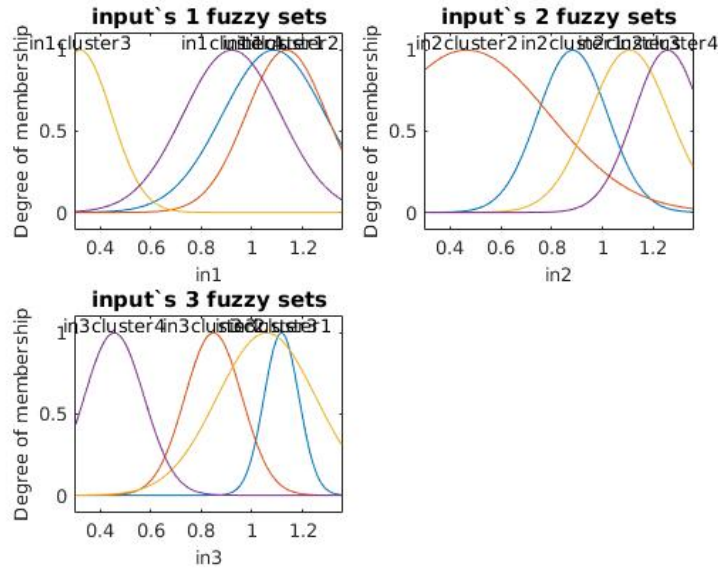 input`s 1 fuzzy sets
in1cluster3
Degree of membership
1
0.5
0
0.4 0.6 0.8 1 1.2
in1
input`s 2 fuzzy sets
in2cluster2 in2cluster1 in2cluster3 in2cluster4
Degree of membership
1
0.5
0
0.4 0.6 0.8 1 1.2
in2
input`s 3 fuzzy sets
in3cluster4
Degree of membership
1
0.5
0
0.4 0.6 0.8 1 1.2
in3